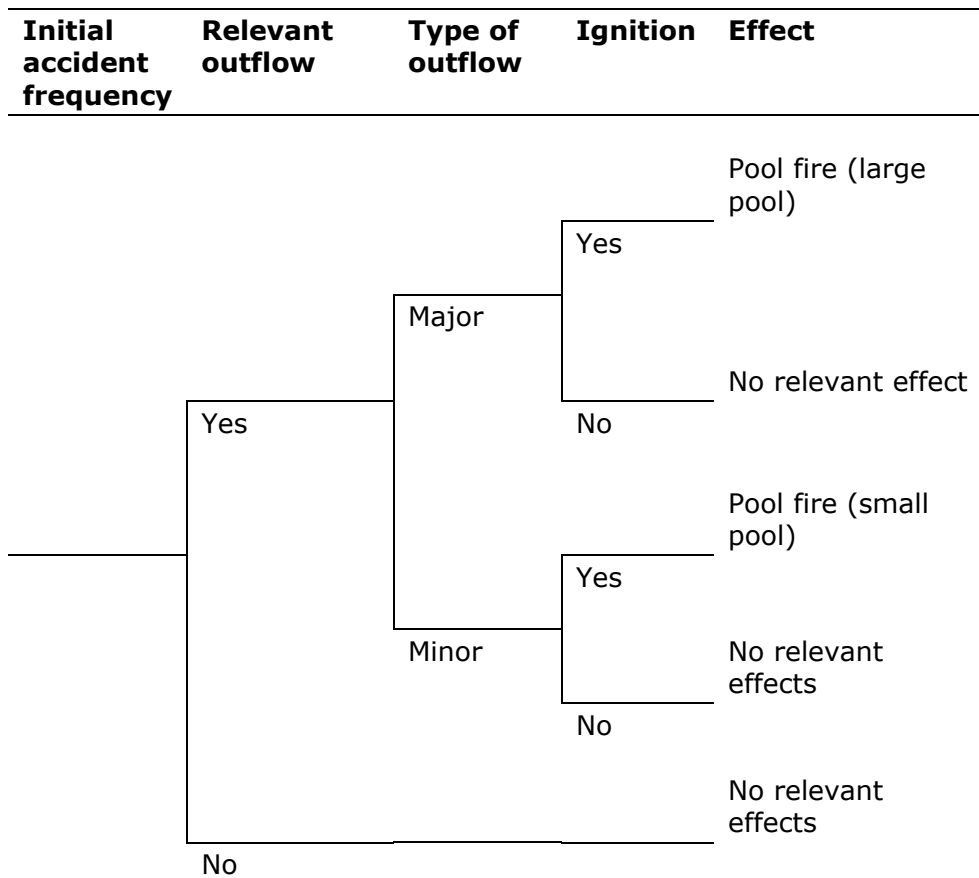 Initial accident frequency
Relevant outflow
Type of outflow
Ignition
Effect
Pool fire (large
pool)
Yes
Major
No relevant effect
Yes
No
Pool fire (small
pool)
Yes
Minor
No relevant
effects
No
No relevant
effects
No